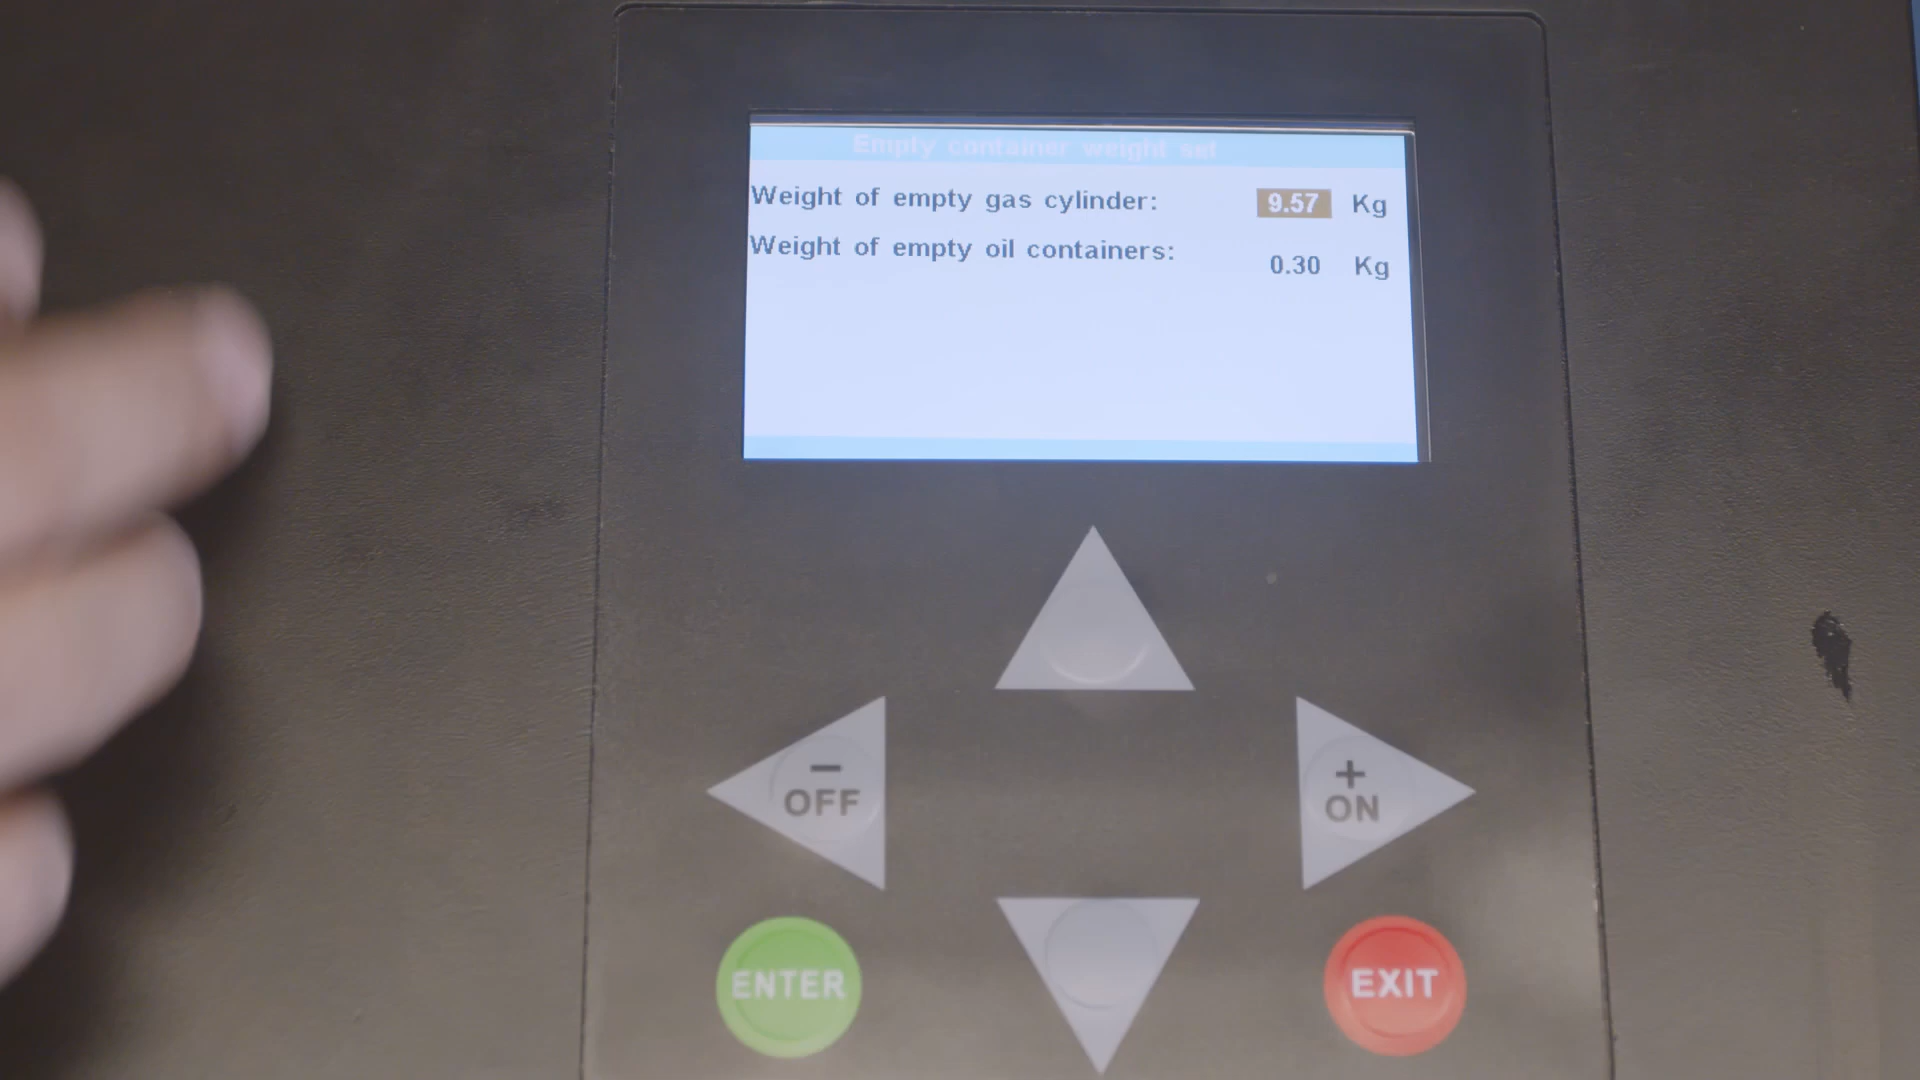 Empty container weight set
Weight of empty gas cylinder: 9.57 Kg
Weight of empty oil containers: 0.30 Kg
− OFF
+ ON
ENTER
EXIT